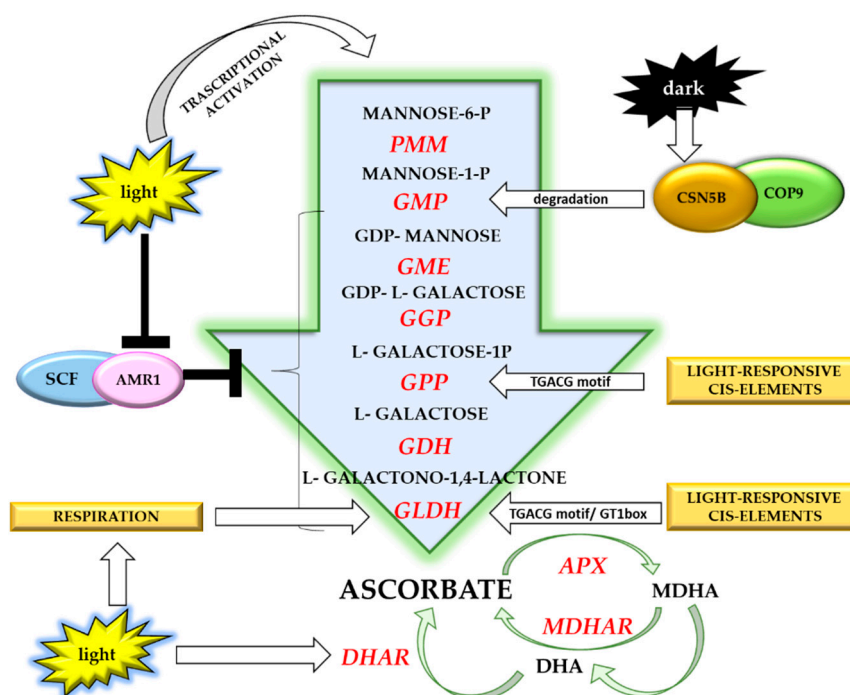 TRASCRIPTIONAL
ACTIVATION
light
dark
MANNOSE-6-P
PMM
MANNOSE-1-P
GMP
degradation
CSN5B
COP9
GDP- MANNOSE
GME
GDP- L- GALACTOSE
GGP
L- GALACTOSE-1P
SCF
AMR1
GPP
TGACG motif
LIGHT-RESPONSIVE
CIS-ELEMENTS
L- GALACTOSE
GDH
L- GALACTONO-1,4-LACTONE
RESPIRATION
GLDH
TGACG motif/ GT1box
LIGHT-RESPONSIVE
CIS-ELEMENTS
APX
ASCORBATE
MDHA
MDHAR
light
DHAR
DHA